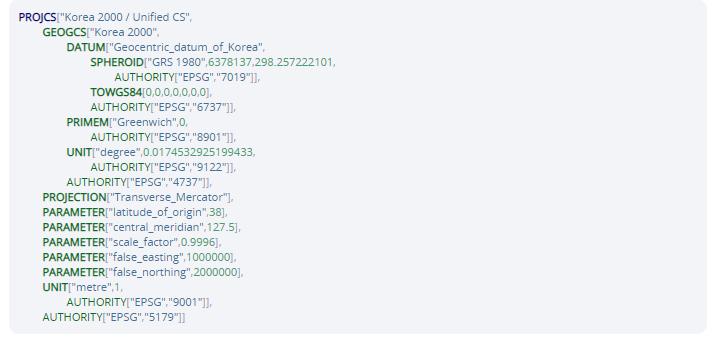 PROJCS["Korea 2000 / Unified CS",
GEOGCS["Korea 2000",
DATUM["Geocentric_datum_of_Korea",
SPHEROID["GRS 1980",6378137,298.257222101,
AUTHORITY["EPSG","7019"]],
TOWGS84[0,0,0,0,0,0,0],
AUTHORITY["EPSG","6737"]],
PRIMEM["Greenwich",0,
AUTHORITY["EPSG","8901"]],
UNIT["degree",0.0174532925199433,
AUTHORITY["EPSG","9122"]],
AUTHORITY["EPSG","4737"]],
PROJECTION["Transverse_Mercator"],
PARAMETER["latitude_of_origin",38],
PARAMETER["central_meridian",127.5],
PARAMETER["scale_factor",0.9996],
PARAMETER["false_easting",1000000],
PARAMETER["false_northing",2000000],
UNIT["metre",1,
AUTHORITY["EPSG","9001"]],
AUTHORITY["EPSG","5179"]]